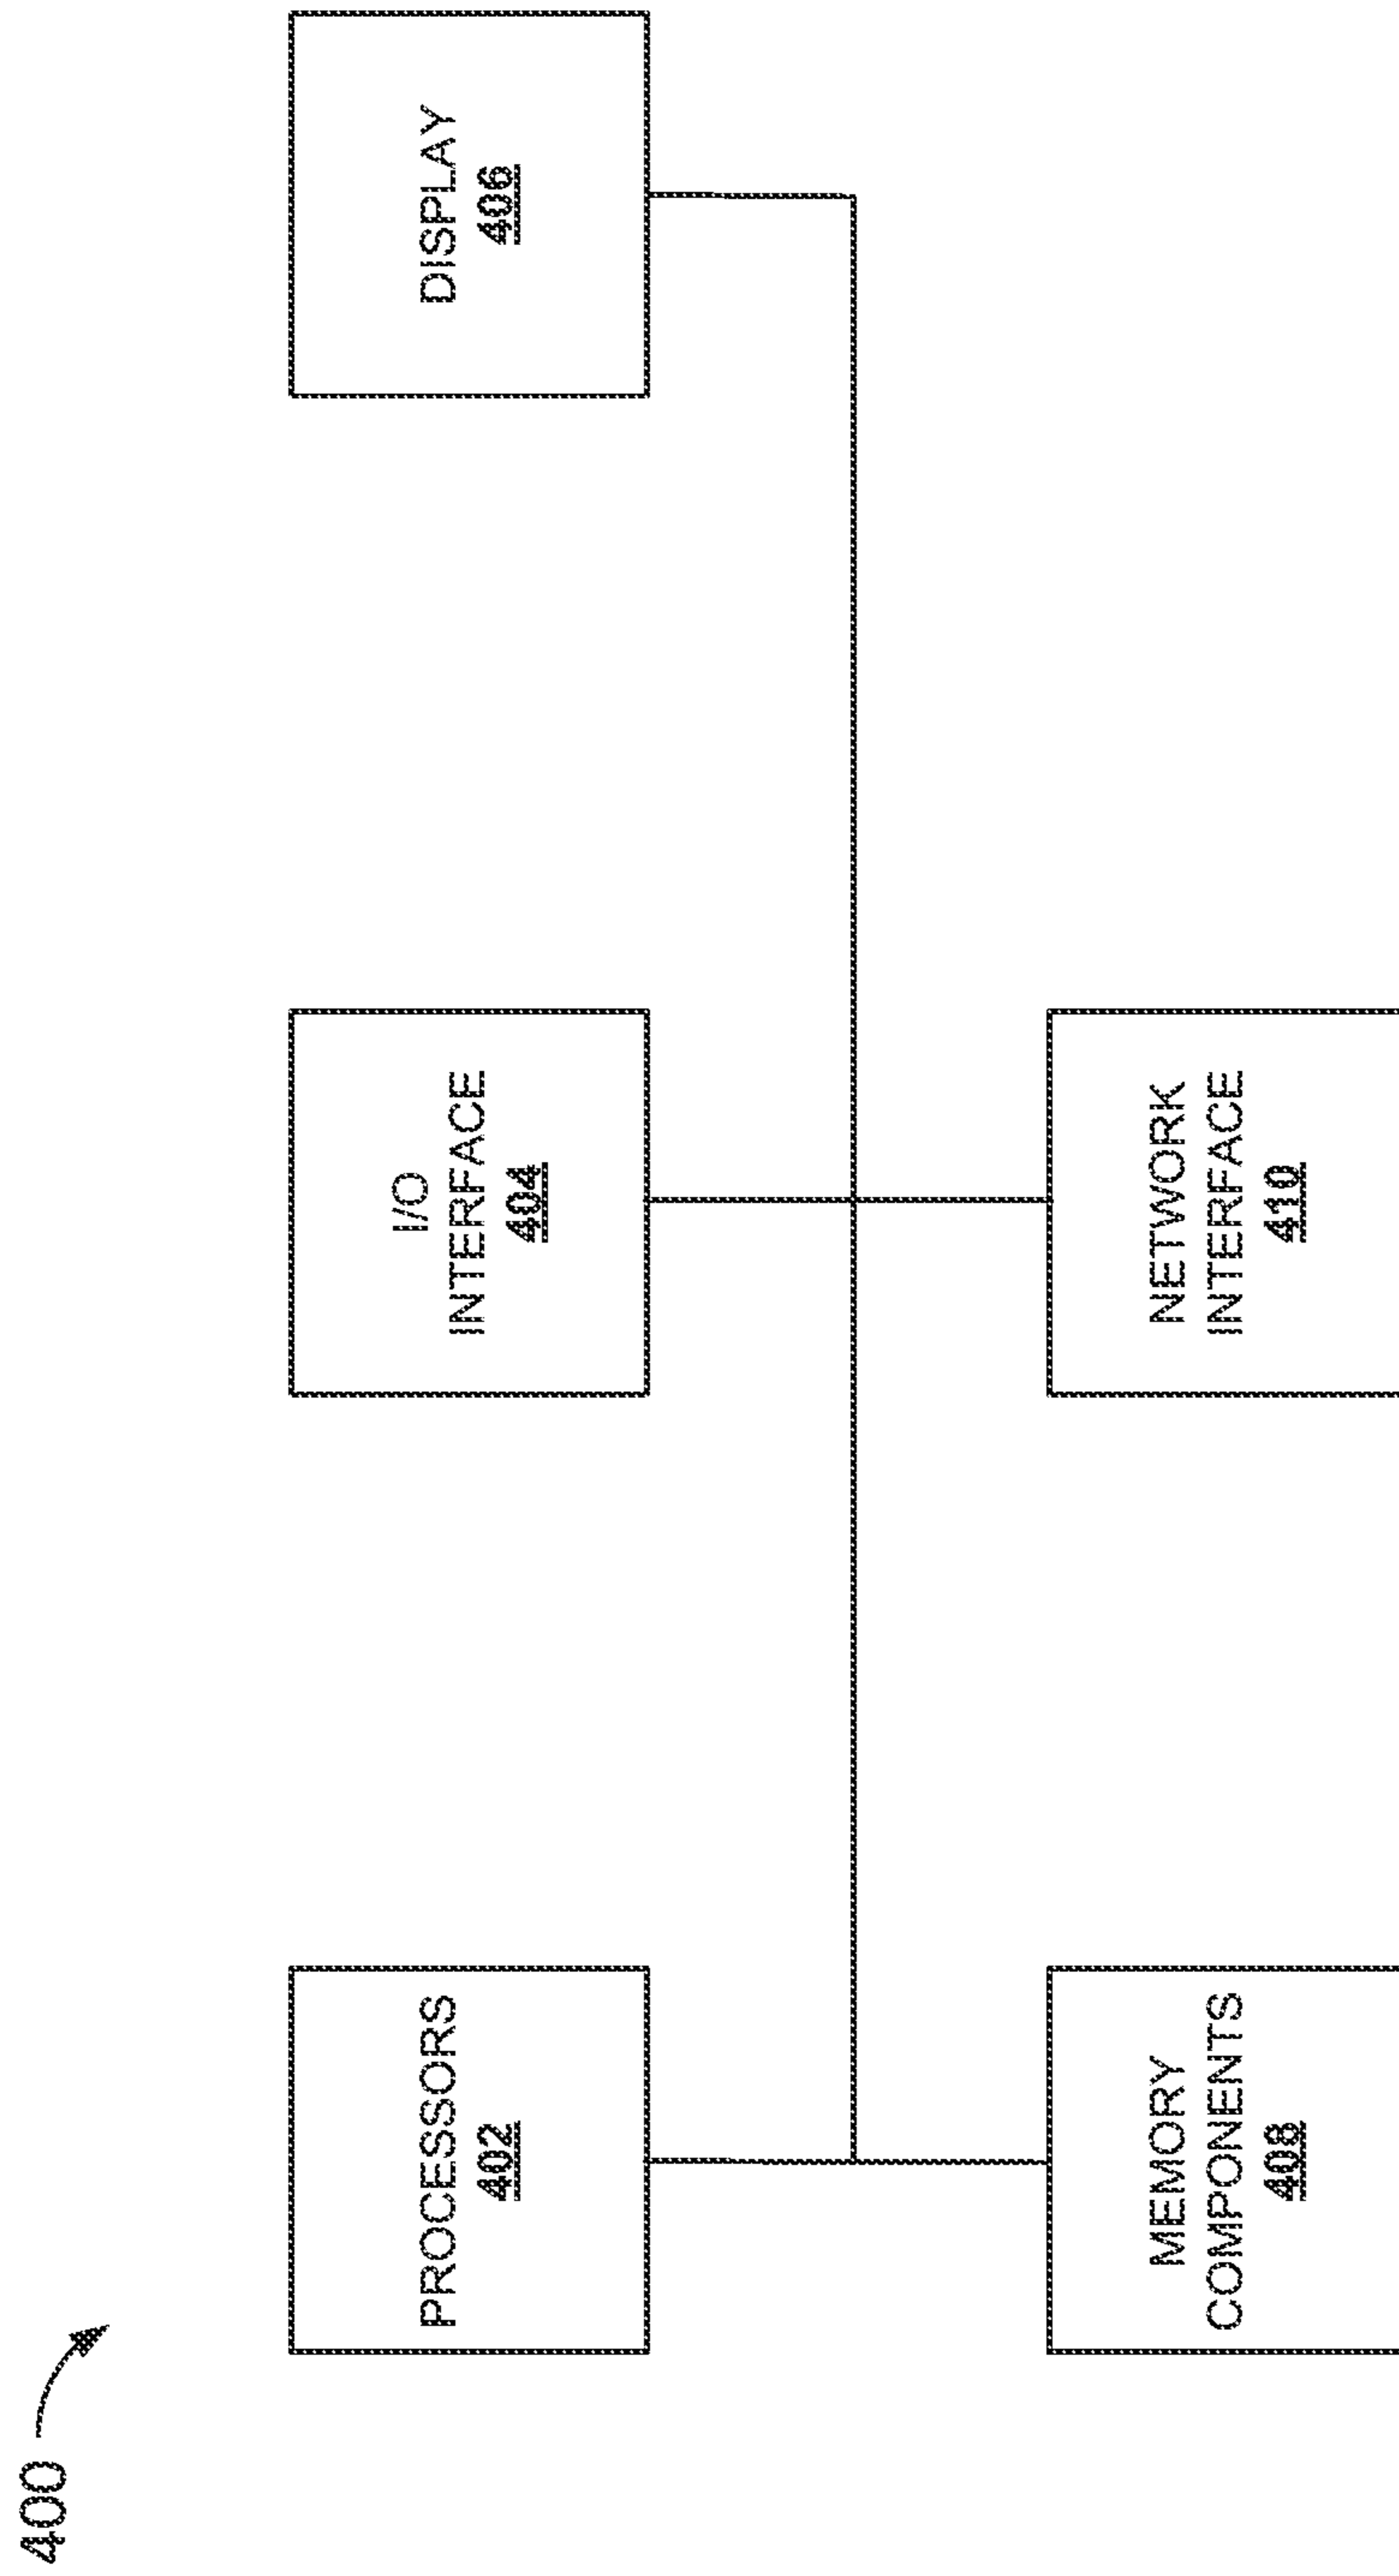 400
PROCESSORS
402
I/O
INTERFACE
404
DISPLAY
406
MEMORY
COMPONENTS
408
NETWORK
INTERFACE
410